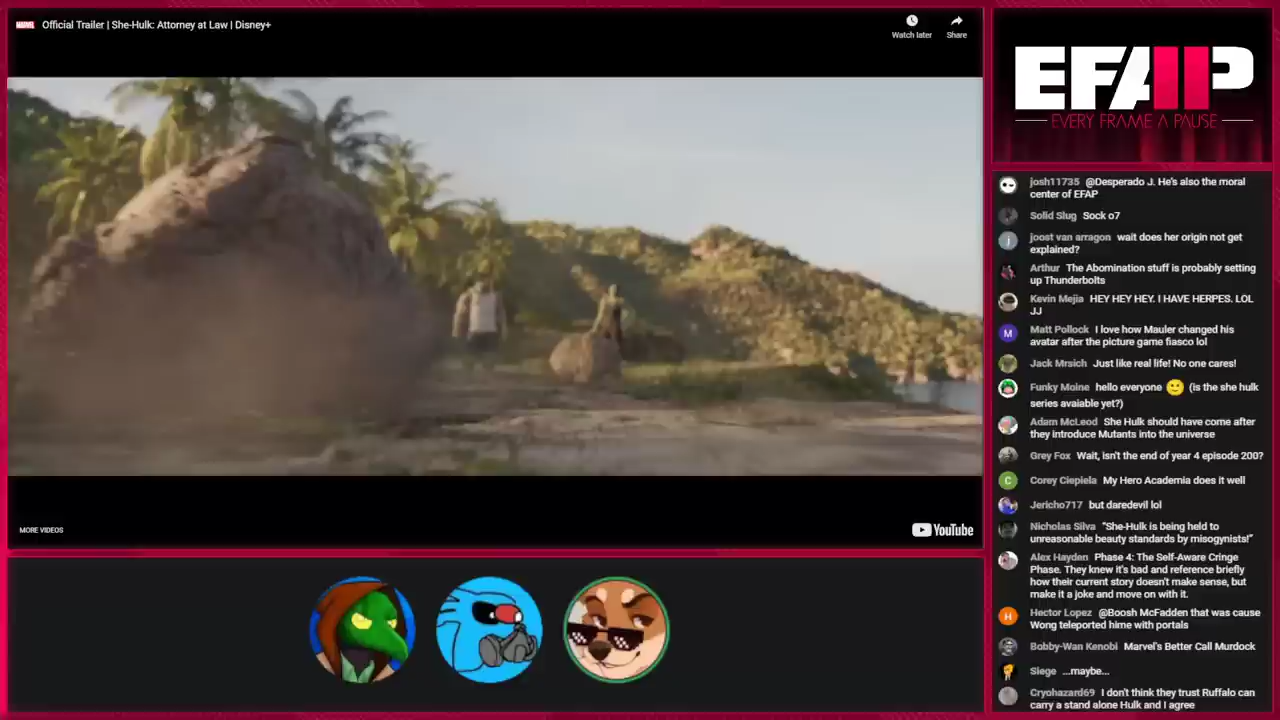 MARVEL Official Trailer | She-Hulk: Attorney at Law | Disney+
Watch later
Share
MORE VIDEOS
YouTube
EFAP
EVERY FRAME A PAUSE
josh11735 @Desperado J. He's also the moral
center of EFAP
Solid Slug Sock o7
joost van arragon wait does her origin not get
explained?
Arthur The Abomination stuff is probably setting
up Thunderbolts
Kevin Mejia HEY HEY HEY. I HAVE HERPES. LOL
JJ
Matt Pollock I love how Mauler changed his
avatar after the picture game fiasco lol
Jack Mrsich Just like real life! No one cares!
Funky Moine hello everyone 🙂 (is the she hulk
series avaiable yet?)
Adam McLeod She Hulk should have come after
they introduce Mutants into the universe
Grey Fox Wait, isn't the end of year 4 episode 200?
Corey Ciepiela My Hero Academia does it well
Jericho717 but daredevil lol
Nicholas Silva “She-Hulk is being held to
unreasonable beauty standards by misogynists!”
Alex Hayden Phase 4: The Self-Aware Cringe
Phase. They knew it's bad and reference briefly
how their current story doesn't make sense, but
make it a joke and move on with it.
Hector Lopez @Boosh McFadden that was cause
Wong teleported hime with portals
Bobby-Wan Kenobi Marvel's Better Call Murdock
Siege ...maybe...
Cryohazard69 I don't think they trust Ruffalo can
carry a stand alone Hulk and I agree